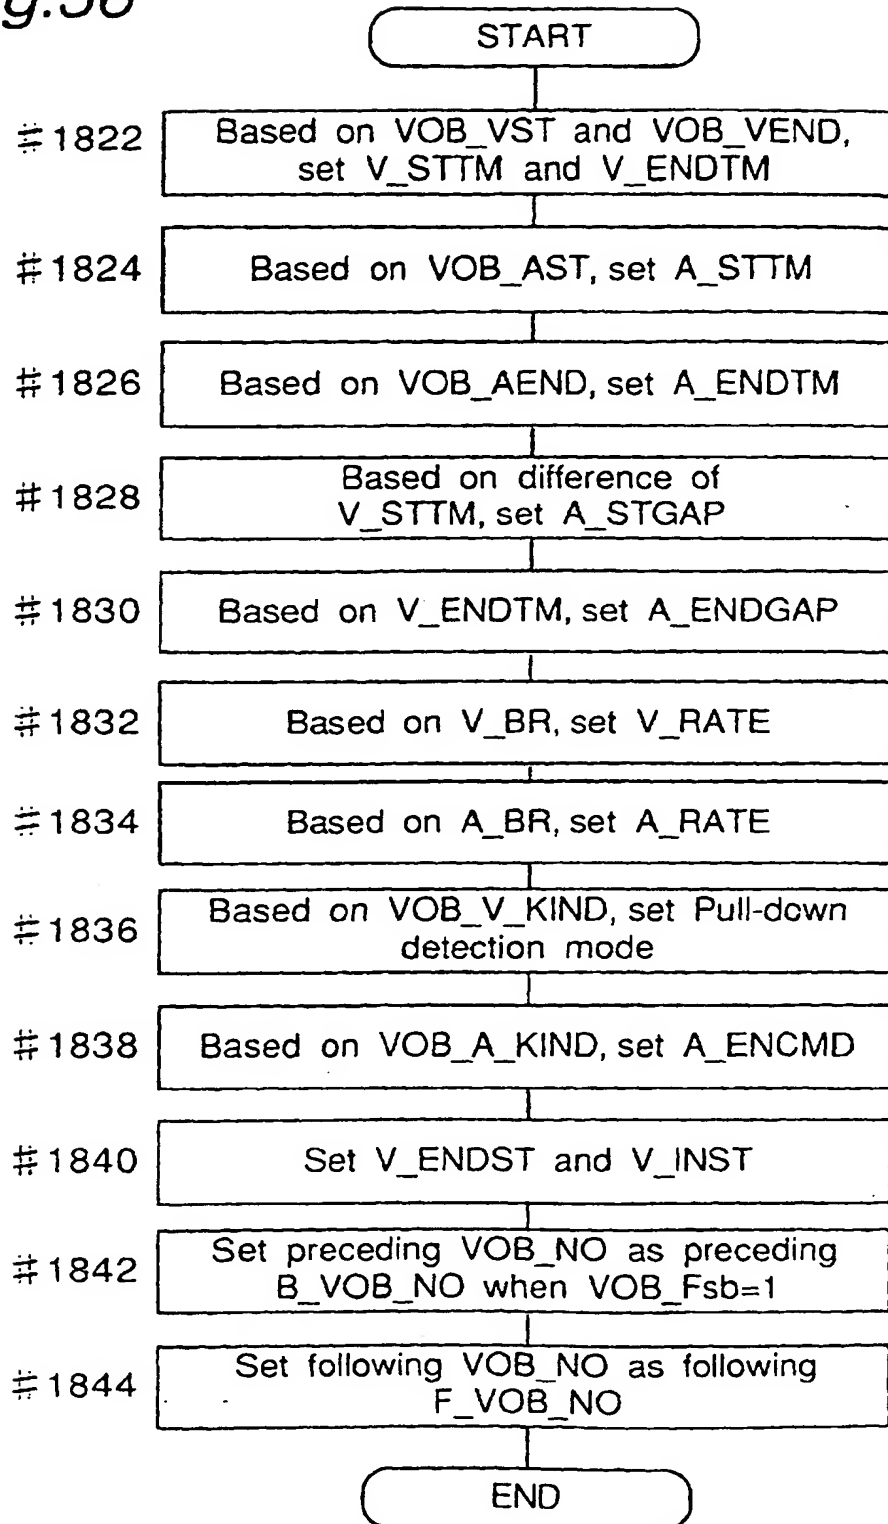 g.56
START
#1822
Based on VOB_VST and VOB_VEND,
set V_STTM and V_ENDTM
#1824
Based on VOB_AST, set A_STTM
#1826
Based on VOB_AEND, set A_ENDTM
#1828
Based on difference of
V_STTM, set A_STGAP
#1830
Based on V_ENDTM, set A_ENDGAP
#1832
Based on V_BR, set V_RATE
#1834
Based on A_BR, set A_RATE
#1836
Based on VOB_V_KIND, set Pull-down
detection mode
#1838
Based on VOB_A_KIND, set A_ENCMD
#1840
Set V_ENDST and V_INST
#1842
Set preceding VOB_NO as preceding
B_VOB_NO when VOB_Fsb=1
#1844
Set following VOB_NO as following
F_VOB_NO
END